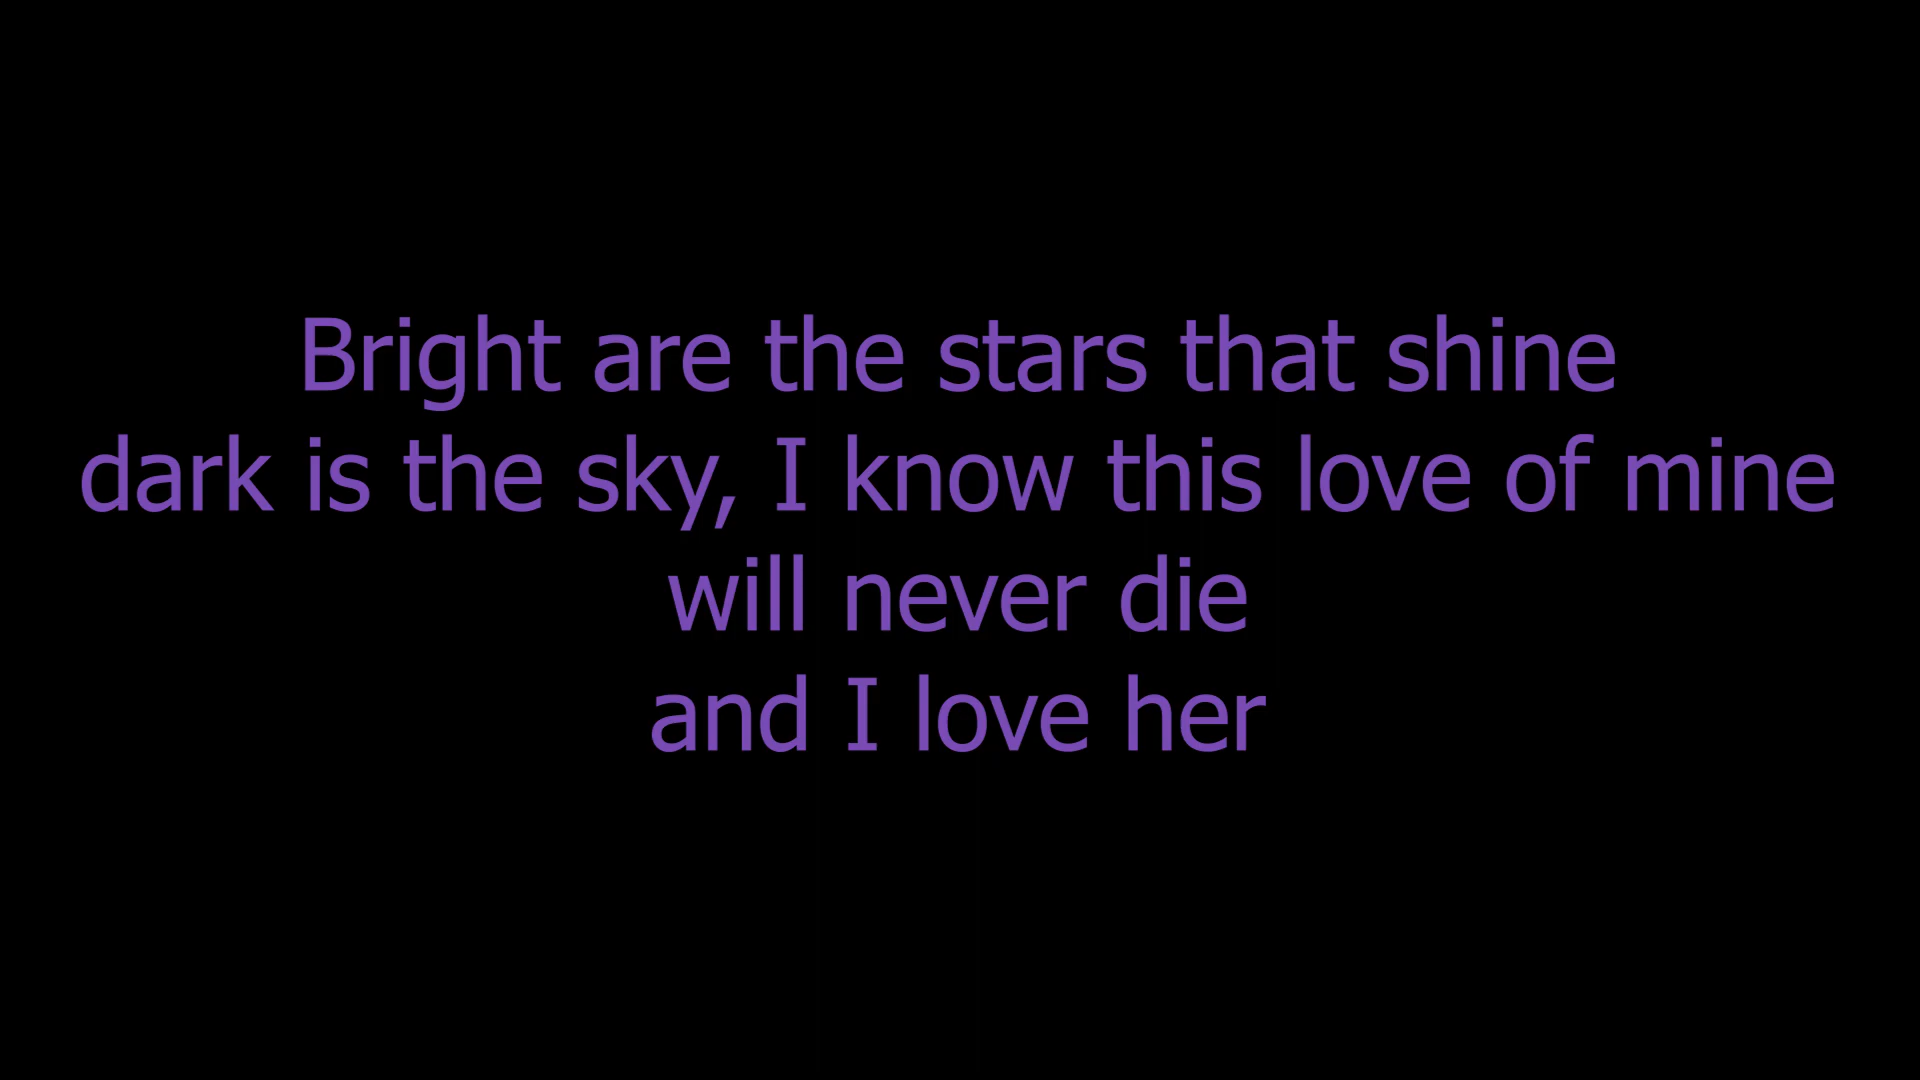 Bright are the stars that shine
dark is the sky, I know this love of mine
will never die
and I love her